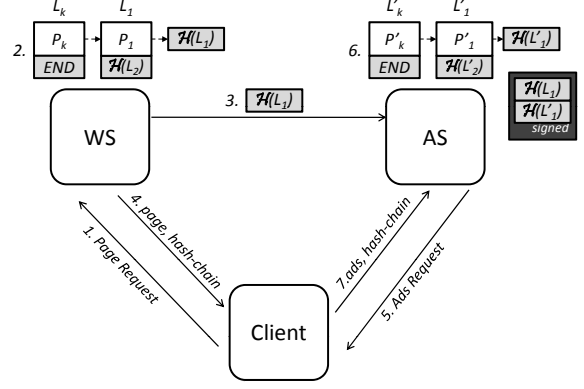 L_k L_1
2. P_k P_1 ℋ(L_1)
END ℋ(L_2)
L'_k L'_1
6. P'_k P'_1 ℋ(L'_1)
END ℋ(L'_2)
ℋ(L_1)
ℋ(L'_1)
signed
3. ℋ(L_1)
WS
AS
4. page, hash-chain
1. Page Request
7.ads, hash-chain
5. Ads Request
Client